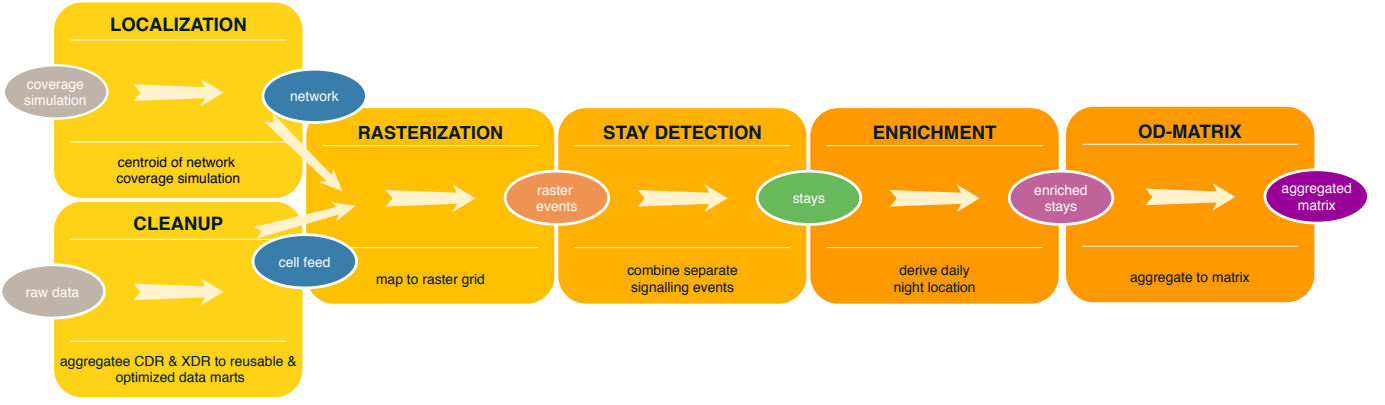 LOCALIZATION
coverage
simulation
network
centroid of network
coverage simulation
CLEANUP
raw data
cell feed
aggregatee CDR & XDR to reusable &
optimized data marts
RASTERIZATION
raster
events
map to raster grid
STAY DETECTION
stays
combine separate
signalling events
ENRICHMENT
enriched
stays
derive daily
night location
OD-MATRIX
aggregated
matrix
aggregate to matrix